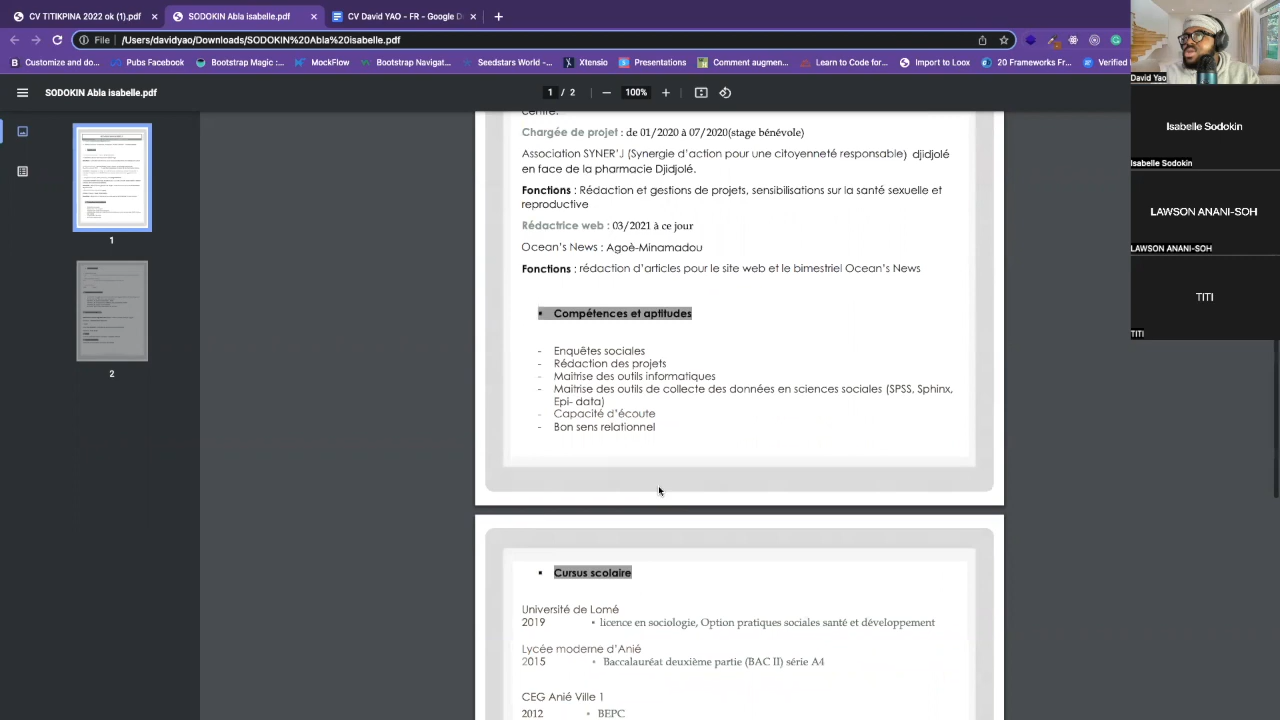 CV TITIKPINA 2022 ok (1).pdf
SODOKIN Abla isabelle.pdf
CV David YAO - FR - Google D
File
/Users/davidyao/Downloads/SODOKIN%20Abla%20isabelle.pdf
Customize and do...
Pubs Facebook
Bootstrap Magic :...
MockFlow
Bootstrap Navigat...
Seedstars World -...
Xtensio
Presentations
Comment augmen...
Learn to Code for...
Import to Loox
20 Frameworks Fr...
Verified
SODOKIN Abla isabelle.pdf
1 / 2
100%
1
2
Chargée de projet : de 01/2020 à 07/2020(stage bénévole)
Association SYNER'J (Synergie d'action pour une citoyenneté responsable) djidjolé
en face de la pharmacie Djidjolé.
Fonctions : Rédaction et gestions des projets, sensibilisations sur la santé sexuelle et
reproductive
Rédactrice web : 03/2021 à ce jour
Ocean's News : Agoè-Minamadou
Fonctions : rédaction d'articles pour le site web et le bimestriel Ocean's News
▪ Compétences et aptitudes
- Enquêtes sociales
- Rédaction des projets
- Maitrise des outils informatiques
- Maitrise des outils de collecte des données en sciences sociales (SPSS, Sphinx,
Epi- data)
- Capacité d'écoute
- Bon sens relationnel
▪ Cursus scolaire
Université de Lomé
2019 • licence en sociologie, Option pratiques sociales santé et développement
Lycée moderne d'Anié
2015 • Baccalauréat deuxième partie (BAC II) série A4
CEG Anié Ville 1
2012 • BEPC
David Yao
Isabelle Sodokin
Isabelle Sodokin
LAWSON ANANI-SOH
LAWSON ANANI-SOH
TITI
TITI